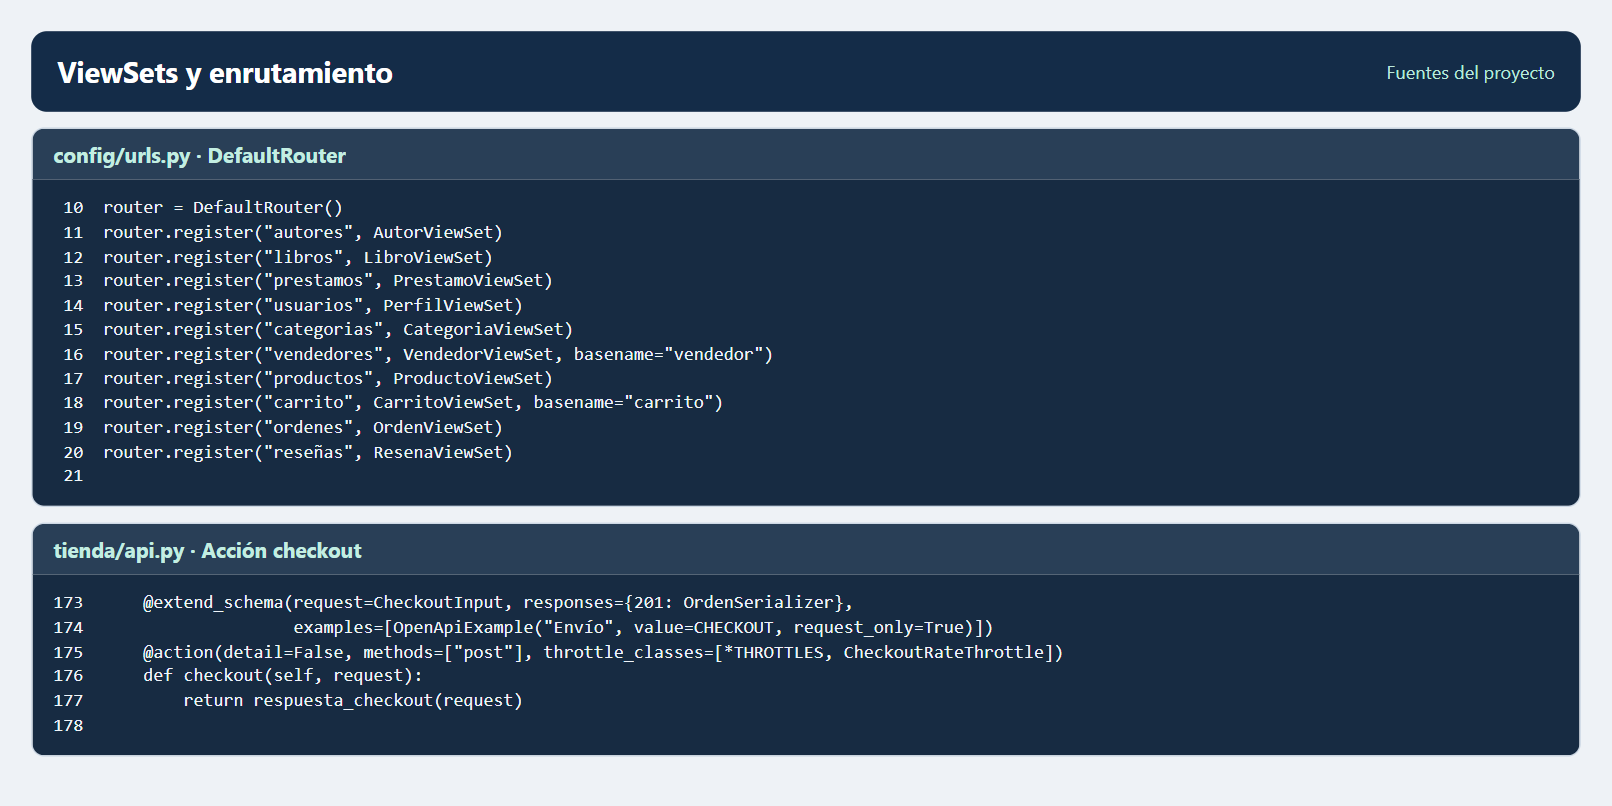 ViewSets y enrutamiento
Fuentes del proyecto
config/urls.py · DefaultRouter
10 router = DefaultRouter()
11 router.register("autores", AutorViewSet)
12 router.register("libros", LibroViewSet)
13 router.register("prestamos", PrestamoViewSet)
14 router.register("usuarios", PerfilViewSet)
15 router.register("categorias", CategoriaViewSet)
16 router.register("vendedores", VendedorViewSet, basename="vendedor")
17 router.register("productos", ProductoViewSet)
18 router.register("carrito", CarritoViewSet, basename="carrito")
19 router.register("ordenes", OrdenViewSet)
20 router.register("reseñas", ResenaViewSet)
21
tienda/api.py · Acción checkout
173     @extend_schema(request=CheckoutInput, responses={201: OrdenSerializer},
174                    examples=[OpenApiExample("Envío", value=CHECKOUT, request_only=True)])
175     @action(detail=False, methods=["post"], throttle_classes=[*THROTTLES, CheckoutRateThrottle])
176     def checkout(self, request):
177         return respuesta_checkout(request)
178